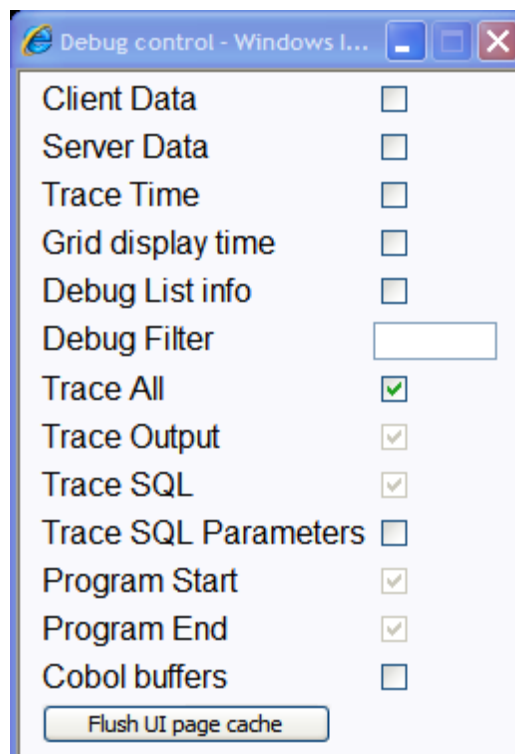 Debug control - Windows I...
Client Data
Server Data
Trace Time
Grid display time
Debug List info
Debug Filter
Trace All
Trace Output
Trace SQL
Trace SQL Parameters
Program Start
Program End
Cobol buffers
Flush UI page cache